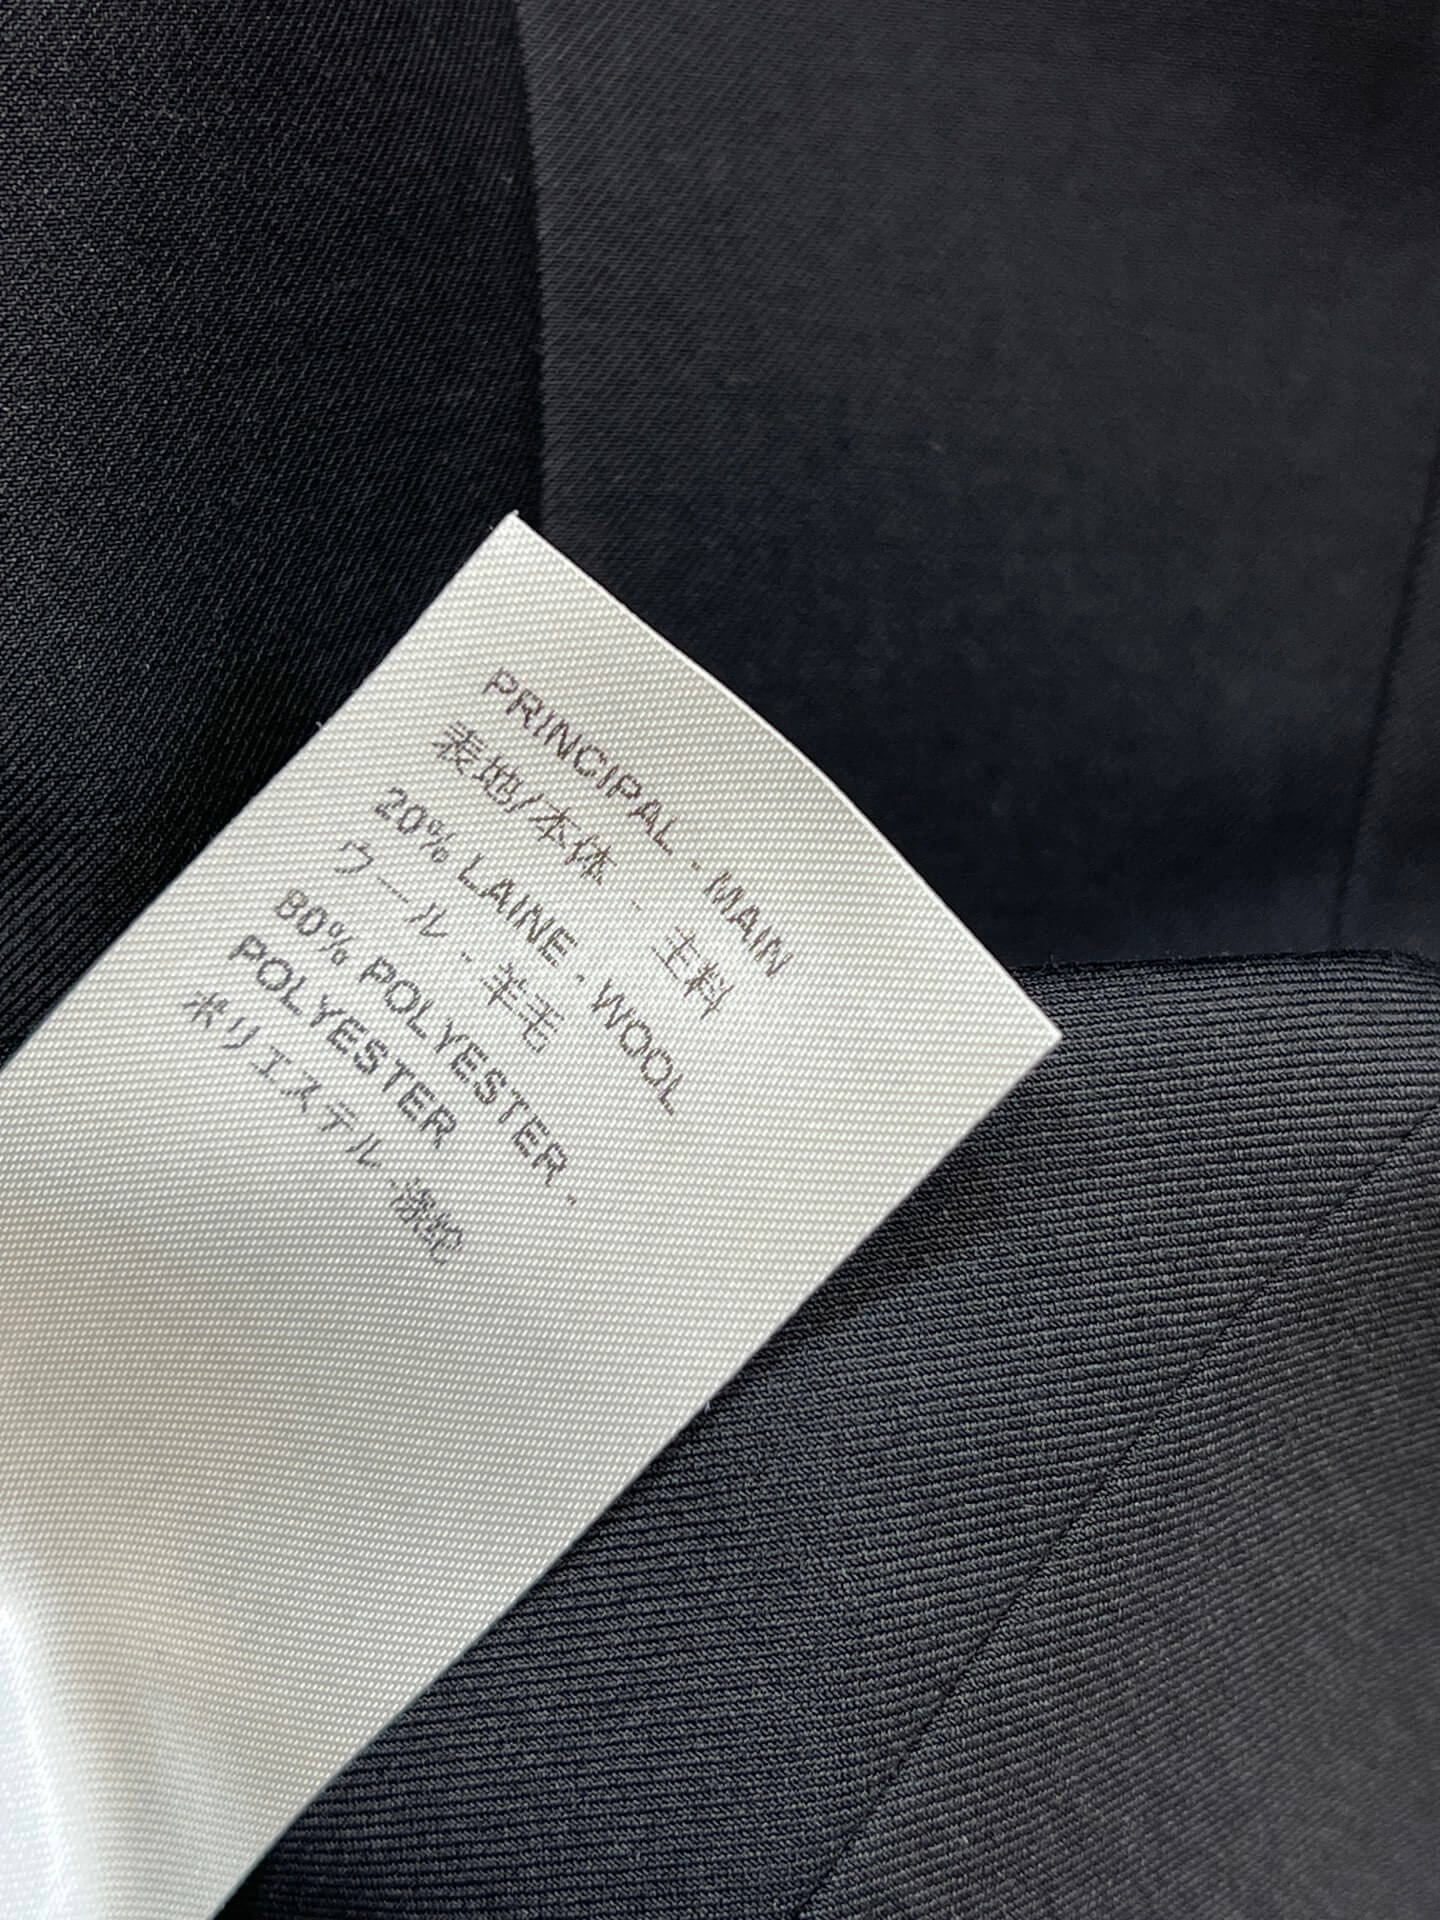 PRINCIPAL - MAIN
表地/本体 - 主料
20% LAINE - WOOL
ウール - 羊毛
80% POLYESTER -
POLYESTER
ポリエステル -涤纶